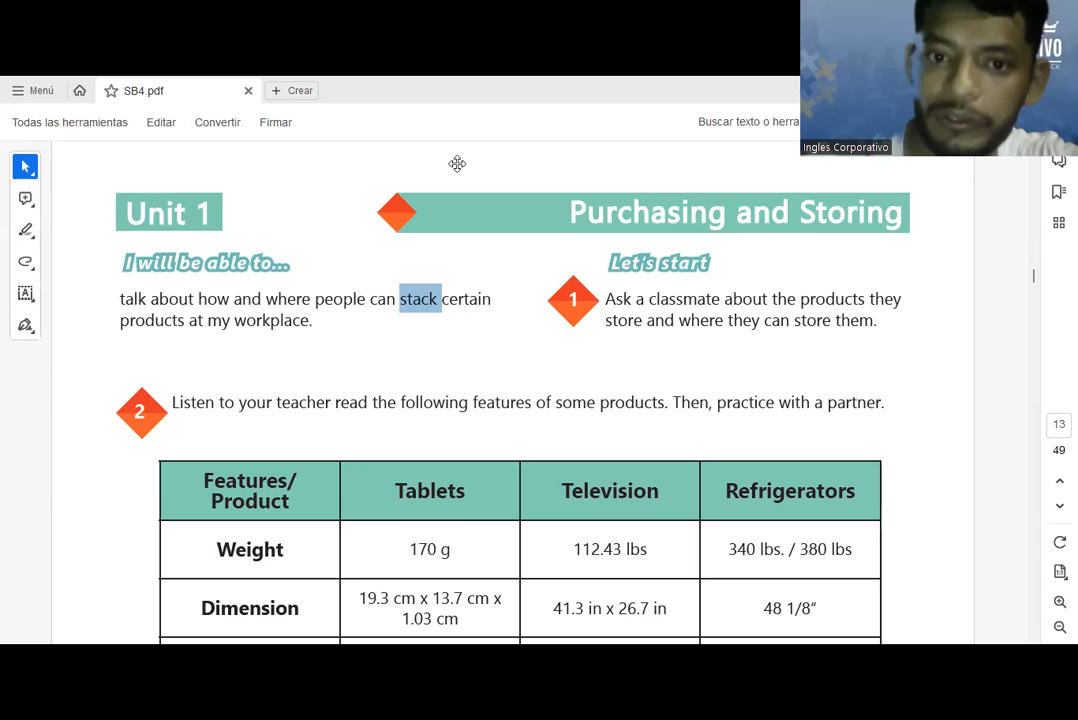 Menú
SB4.pdf
Crear
Todas las herramientas
Editar
Convertir
Firmar
Buscar texto o herra
IVO
C.V.
Ingles Corporativo
Unit 1
Purchasing and Storing
I will be able to...
talk about how and where people can stack certain
products at my workplace.
Let's start
1
Ask a classmate about the products they
store and where they can store them.
2
Listen to your teacher read the following features of some products. Then, practice with a partner.
Features/
Product
Tablets
Television
Refrigerators
Weight
170 g
112.43 lbs
340 lbs. / 380 lbs
Dimension
19.3 cm x 13.7 cm x
1.03 cm
41.3 in x 26.7 in
48 1/8"
13
49